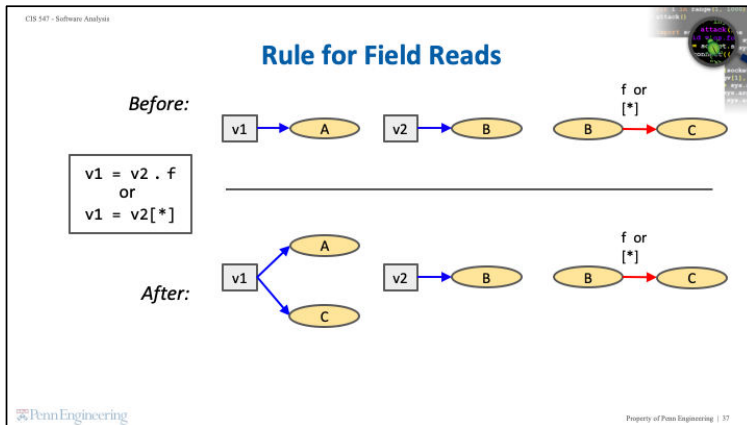 CIS 547 - Software Analysis
Rule for Field Reads
Before:
v1
A
v2
B
f or
[*]
B
C
v1 = v2 . f
or
v1 = v2[*]
After:
v1
A
C
v2
B
f or
[*]
B
C
Penn Engineering
Property of Penn Engineering | 37